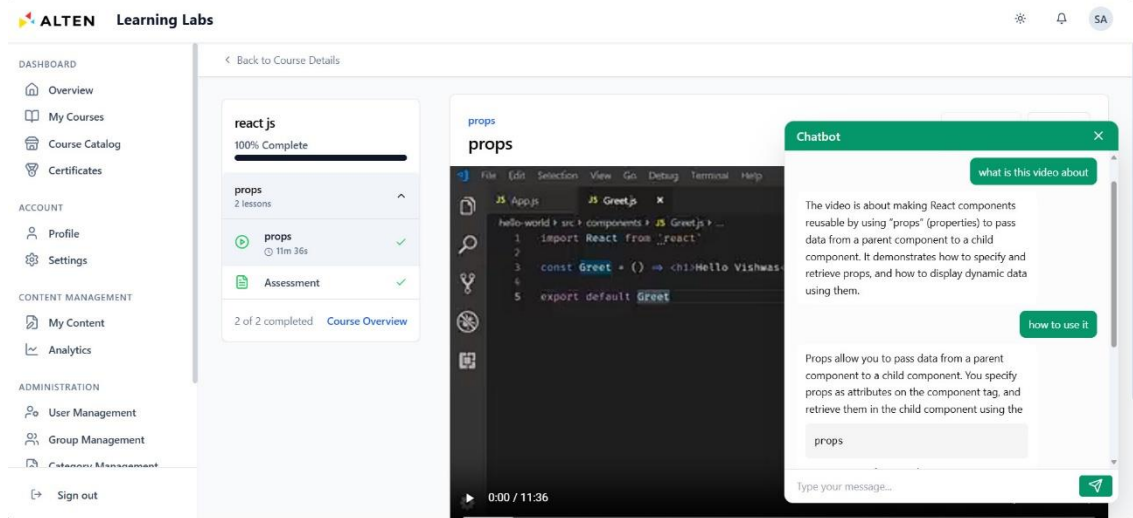 ALTEN Learning Labs
SA
DASHBOARD
Overview
My Courses
Course Catalog
Certificates
ACCOUNT
Profile
Settings
CONTENT MANAGEMENT
My Content
Analytics
ADMINISTRATION
User Management
Group Management
Category Management
Sign out
Back to Course Details
react js
100% Complete
props
2 lessons
props
11m 36s
Assessment
2 of 2 completed Course Overview
props
props
File Edit Selection View Go Debug Terminal Help
JS App.js JS Greet.js ×
hello-world › src › components › JS Greet.js › ...
1 import React from 'react'
2
3 const Greet = () => <h1>Hello Vishwas<
4
5 export default Greet
0:00 / 11:36
Chatbot
what is this video about
The video is about making React components
reusable by using "props" (properties) to pass
data from a parent component to a child
component. It demonstrates how to specify and
retrieve props, and how to display dynamic data
using them.
how to use it
Props allow you to pass data from a parent
component to a child component. You specify
props as attributes on the component tag, and
retrieve them in the child component using the
props
Type your message...